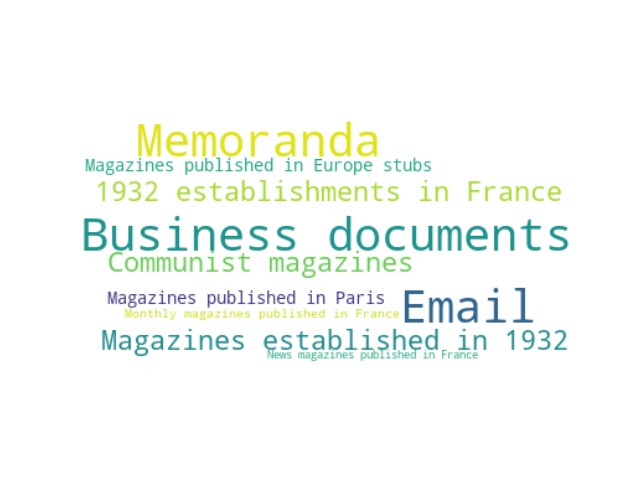 Memoranda
Magazines published in Europe stubs
1932 establishments in France
Business documents
Communist magazines
Magazines published in Paris
Email
Monthly magazines published in France
Magazines established in 1932
News magazines published in France